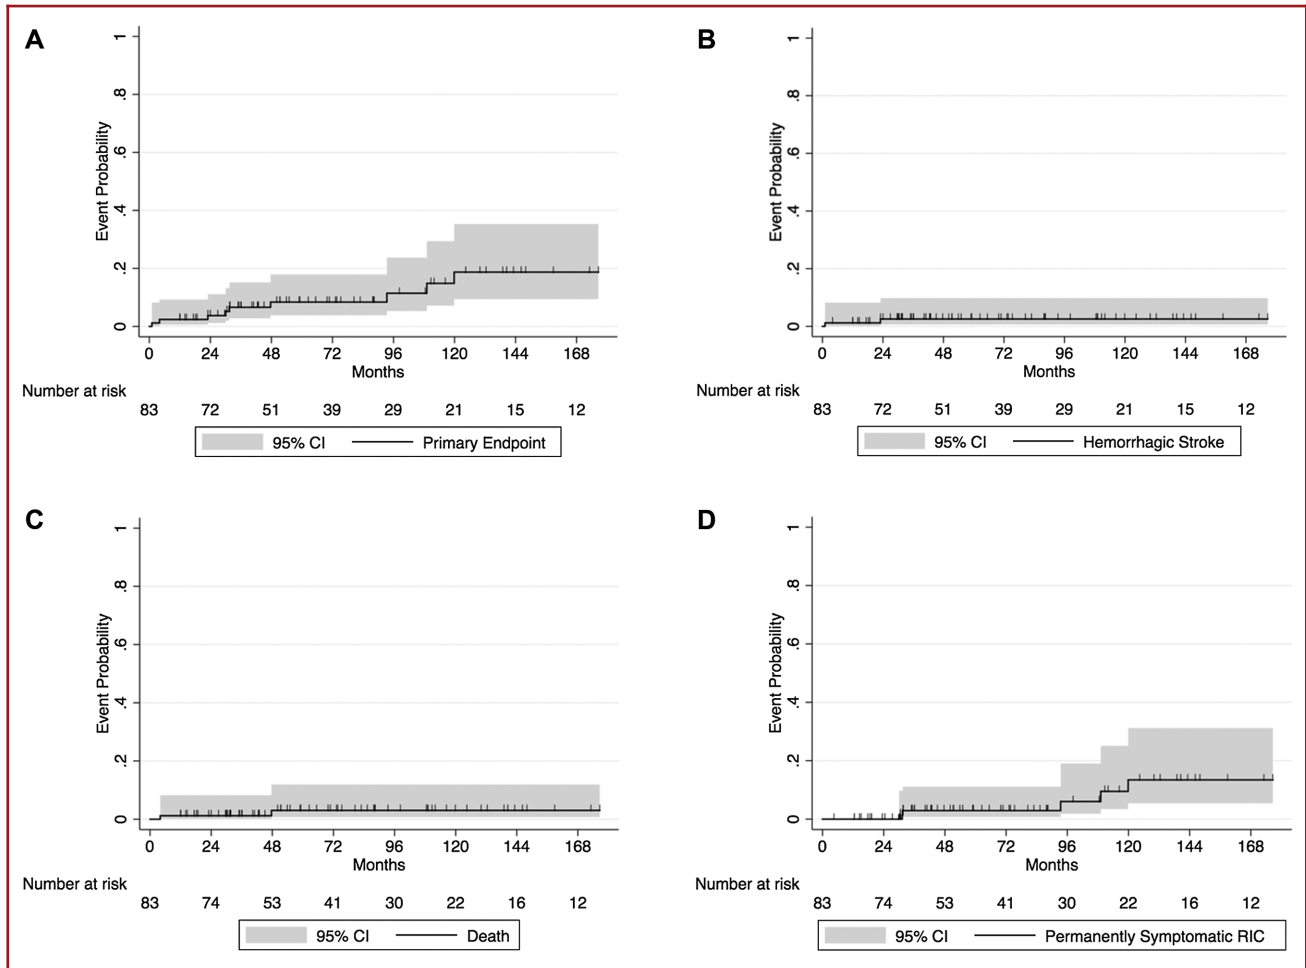 A
1
.8
.6
.4
.2
0
Event Probability
0 24 48 72 96 120 144 168
Months
Number at risk
83 72 51 39 29 21 15 12
95% CI Primary Endpoint
B
1
.8
.6
.4
.2
0
Event Probability
0 24 48 72 96 120 144 168
Months
Number at risk
83 72 51 39 29 21 15 12
95% CI Hemorrhagic Stroke
C
1
.8
.6
.4
.2
0
Event Probability
0 24 48 72 96 120 144 168
Months
Number at risk
83 74 53 41 30 22 16 12
95% CI Death
D
1
.8
.6
.4
.2
0
Event Probability
0 24 48 72 96 120 144 168
Months
Number at risk
83 74 53 41 30 22 16 12
95% CI Permanently Symptomatic RIC